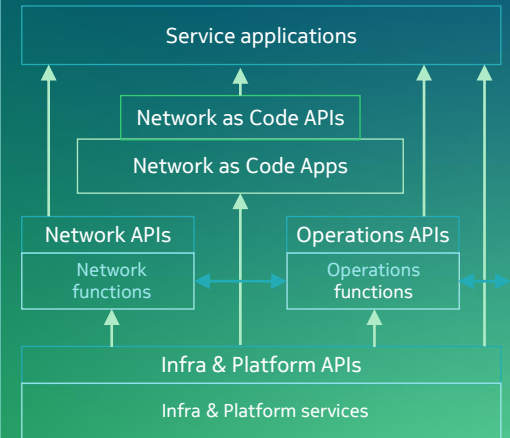 Service applications
Network as Code APIs
Network as Code Apps
Network APIs
Operations APIs
Network
functions
Operations
functions
Infra & Platform APIs
Infra & Platform services